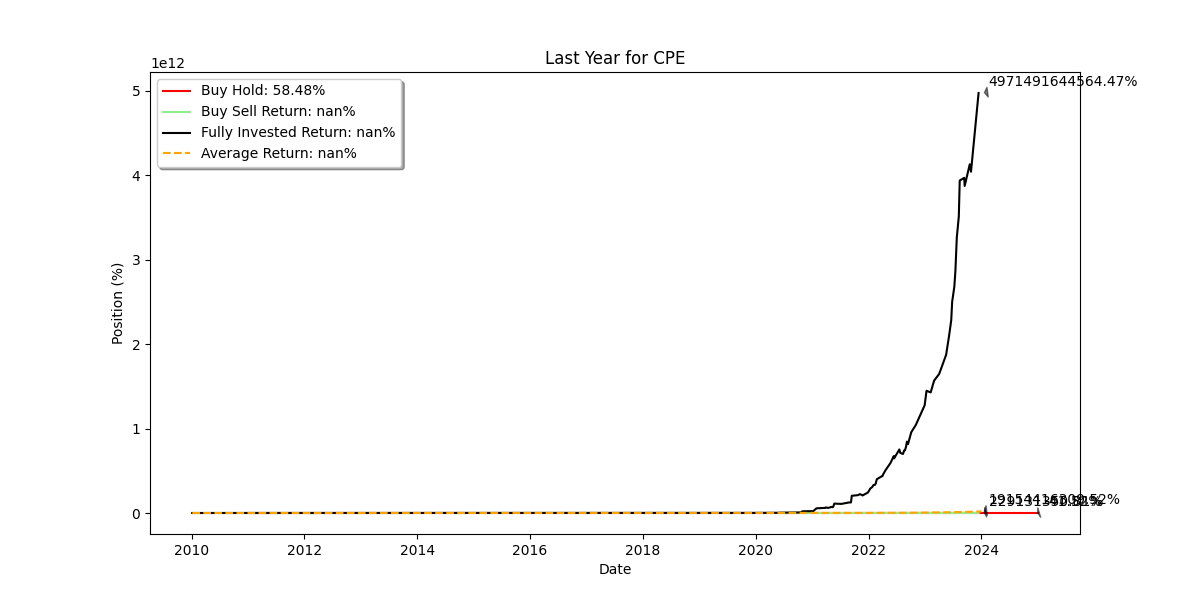 Last Year for CPE
1e12
Buy Hold: 58.48%
Buy Sell Return: nan%
Fully Invested Return: nan%
Average Return: nan%
4971491644564.47%
5
4
3
2
1
0
Position (%)
2010
2012
2014
2016
2018
2020
2022
2024
Date